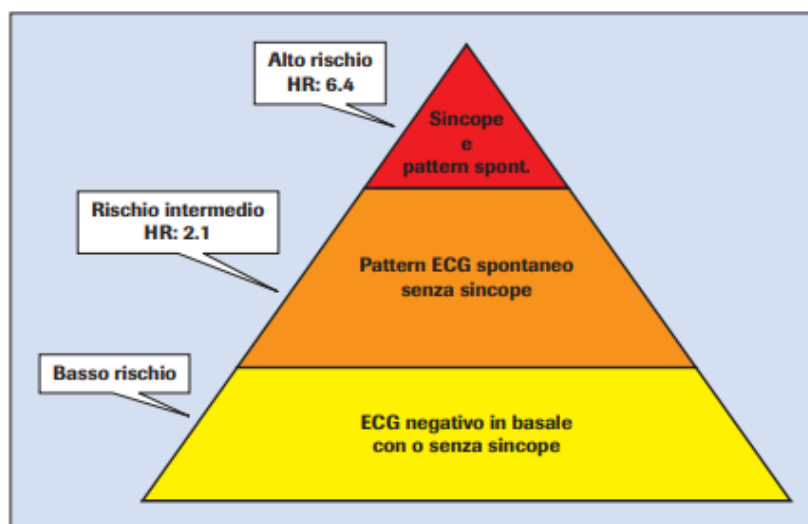 Alto rischio
HR: 6.4
Sincope
e
pattern spont.
Rischio intermedio
HR: 2.1
Pattern ECG spontaneo
senza sincope
Basso rischio
ECG negativo in basale
con o senza sincope